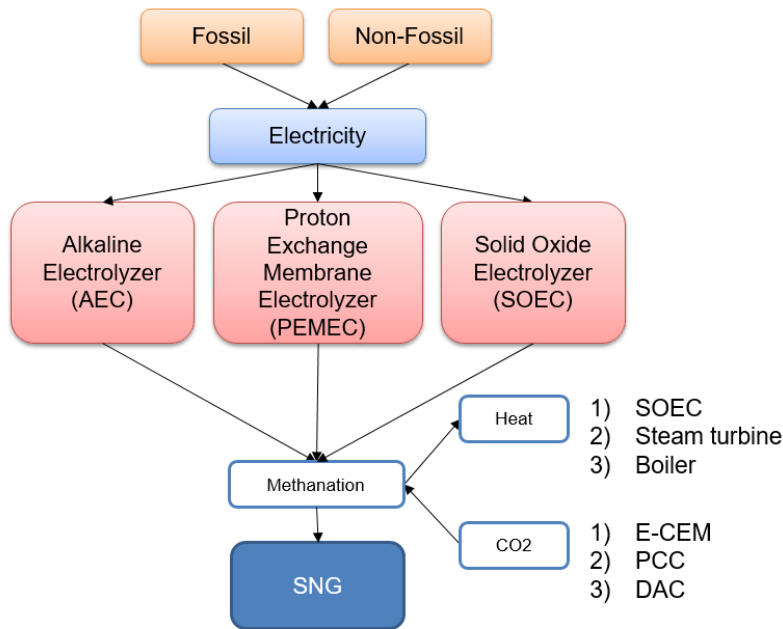 Fossil
Non-Fossil
Electricity
Alkaline
Electrolyzer
(AEC)
Proton
Exchange
Membrane
Electrolyzer
(PEMEC)
Solid Oxide
Electrolyzer
(SOEC)
Heat
1) SOEC
2) Steam turbine
3) Boiler
Methanation
CO2
1) E-CEM
2) PCC
3) DAC
SNG